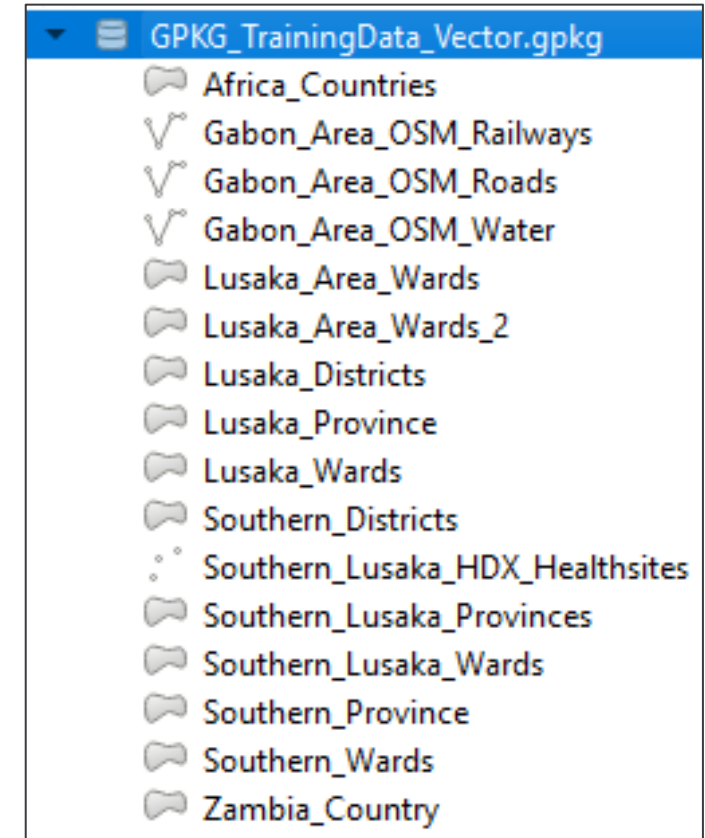 GPKG_TrainingData_Vector.gpkg
Africa_Countries
Gabon_Area_OSM_Railways
Gabon_Area_OSM_Roads
Gabon_Area_OSM_Water
Lusaka_Area_Wards
Lusaka_Area_Wards_2
Lusaka_Districts
Lusaka_Province
Lusaka_Wards
Southern_Districts
Southern_Lusaka_HDX_Healthsites
Southern_Lusaka_Provinces
Southern_Lusaka_Wards
Southern_Province
Southern_Wards
Zambia_Country